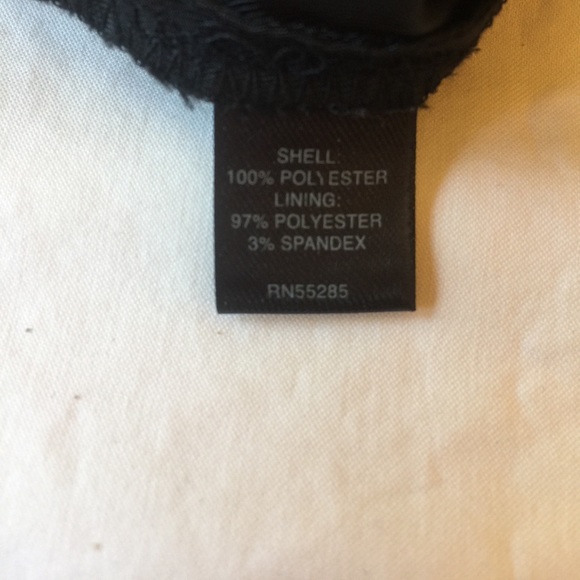 SHELL:
100% POLYESTER
LINING:
97% POLYESTER
3% SPANDEX
RN55285